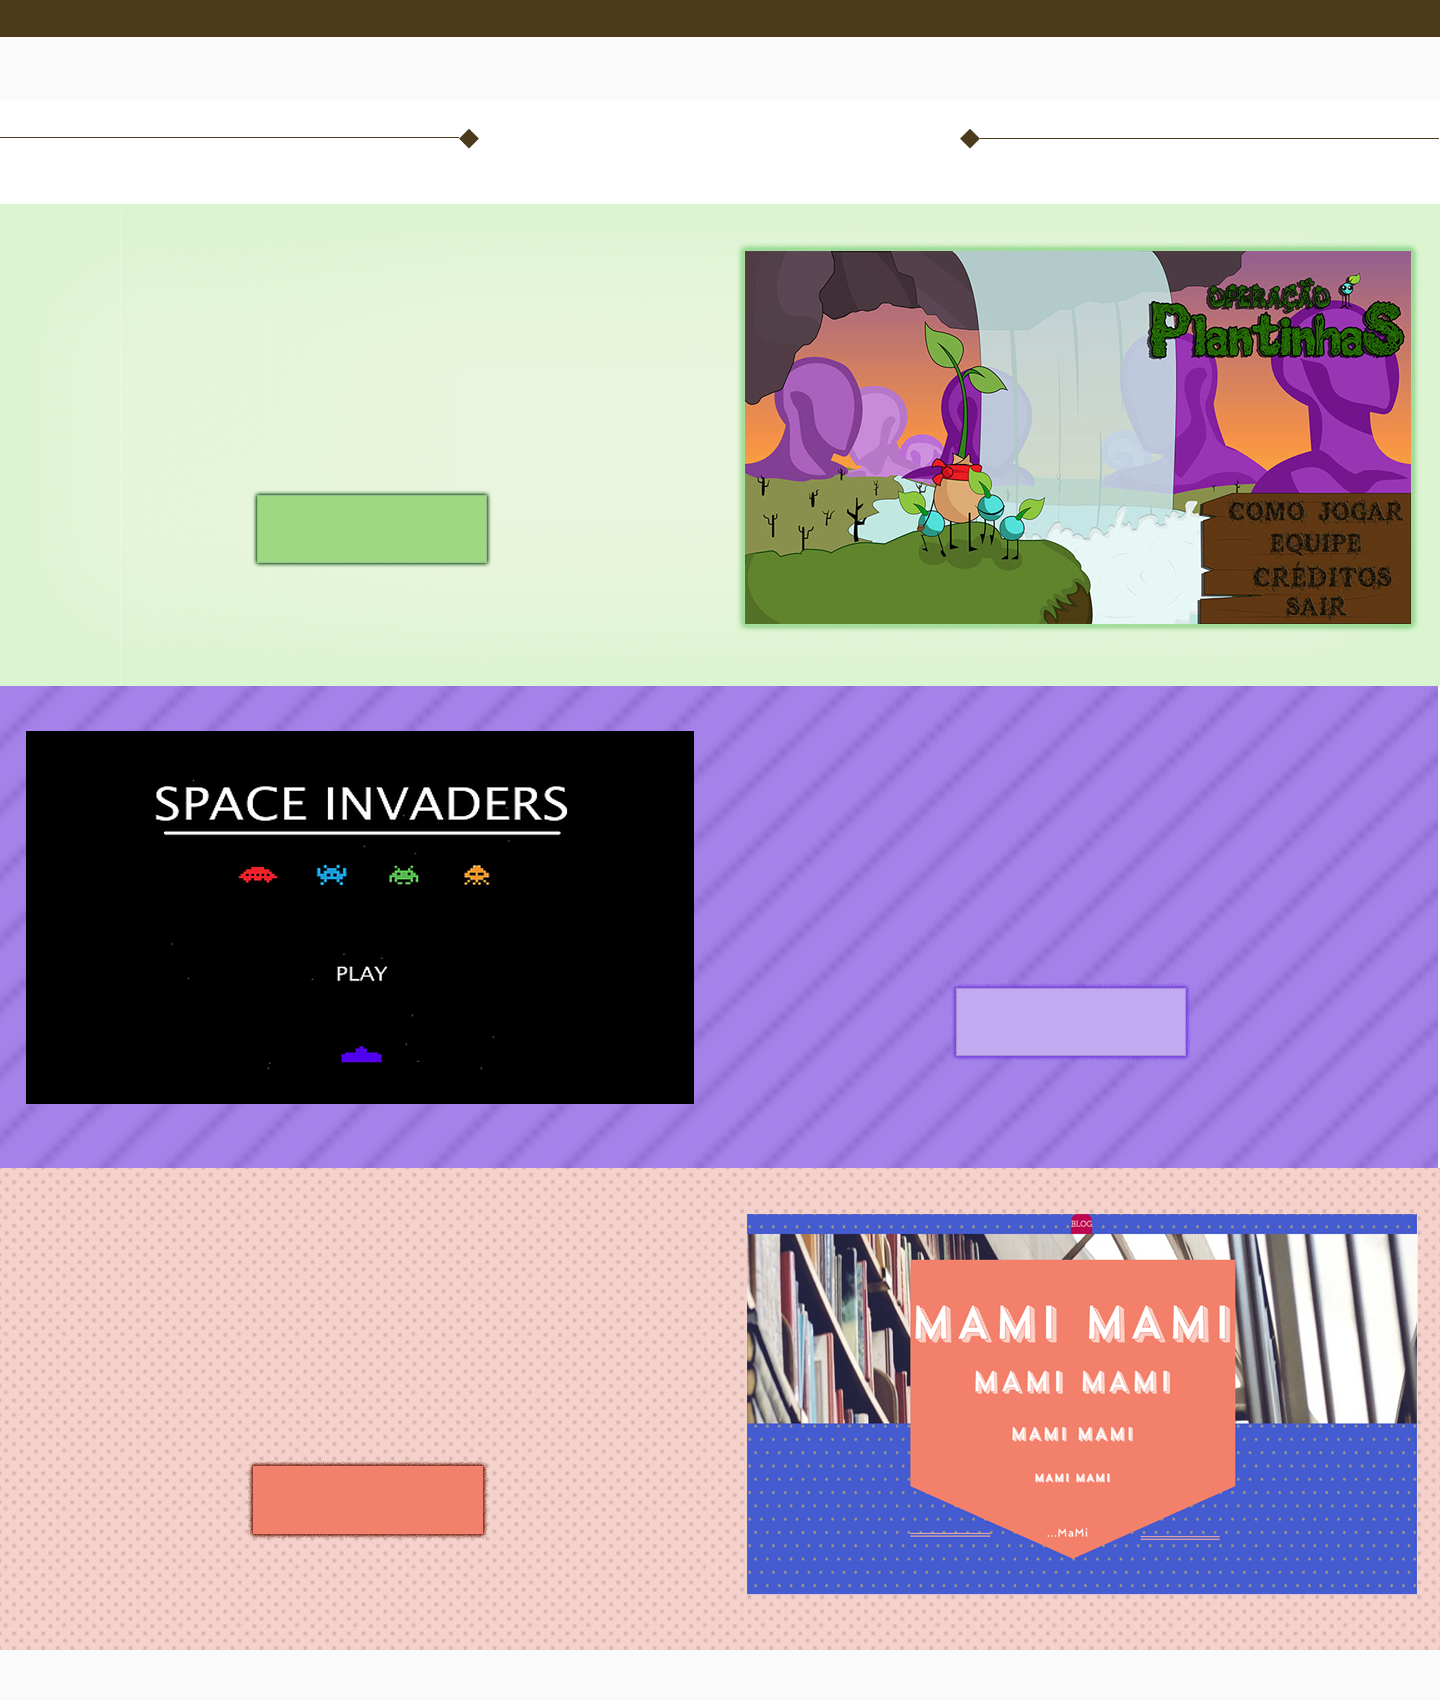 OPERAÇÃO
PlantinhaS
COMO JOGAR
EQUIPE
CRÉDITOS
SAIR
SPACE INVADERS
PLAY
BLOG
MAMI MAMI
MAMI MAMI
MAMI MAMI
MAMI MAMI
...MaMi